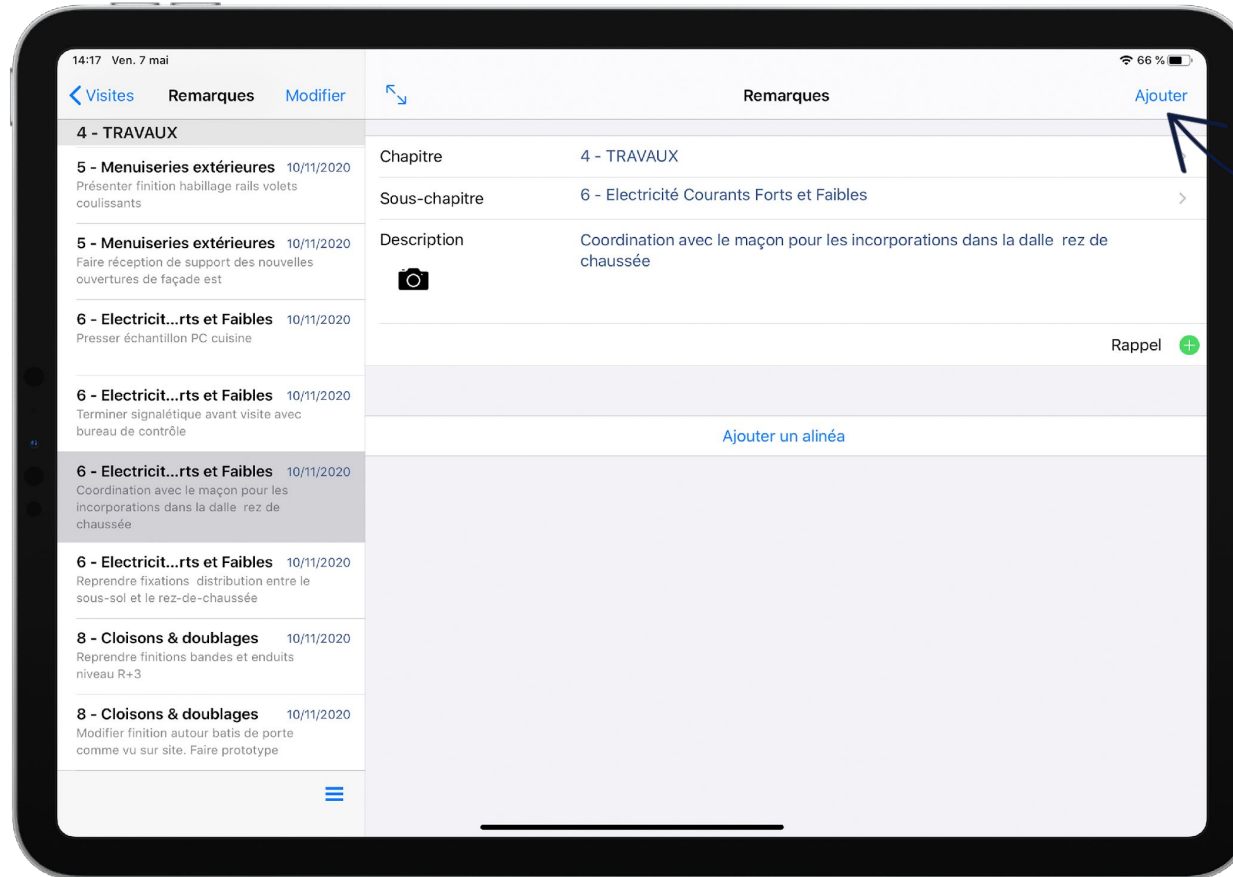 14:17 Ven. 7 mai
66 %
Visites Remarques Modifier
Remarques Ajouter
4 - TRAVAUX
5 - Menuiseries extérieures 10/11/2020
Présenter finition habillage rails volets
coulissants
5 - Menuiseries extérieures 10/11/2020
Faire réception de support des nouvelles
ouvertures de façade est
6 - Electricit...rts et Faibles 10/11/2020
Presser échantillon PC cuisine
6 - Electricit...rts et Faibles 10/11/2020
Terminer signalétique avant visite avec
bureau de contrôle
6 - Electricit...rts et Faibles 10/11/2020
Coordination avec le maçon pour les
incorporations dans la dalle rez de
chaussée
6 - Electricit...rts et Faibles 10/11/2020
Reprendre fixations distribution entre le
sous-sol et le rez-de-chaussée
8 - Cloisons & doublages 10/11/2020
Reprendre finitions bandes et enduits
niveau R+3
8 - Cloisons & doublages 10/11/2020
Modifier finition autour batis de porte
comme vu sur site. Faire prototype
Chapitre 4 - TRAVAUX
Sous-chapitre 6 - Electricité Courants Forts et Faibles
Description Coordination avec le maçon pour les incorporations dans la dalle rez de
chaussée
Rappel
Ajouter un alinéa